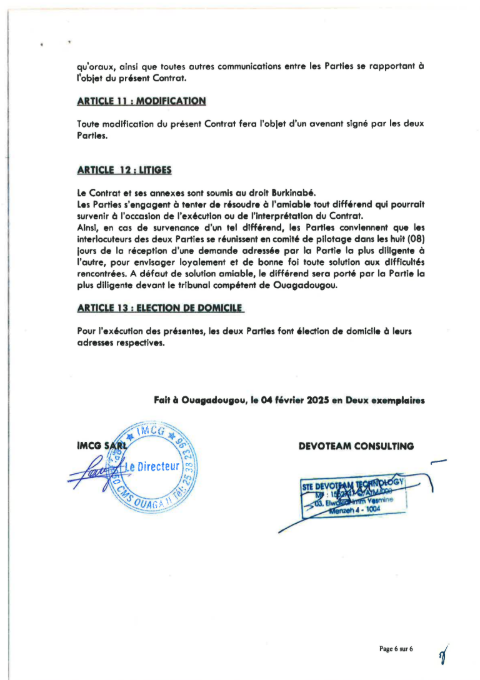 qu'oraux, ainsi que toutes autres communications entre les Parties se rapportant à
l'objet du présent Contrat.
ARTICLE 11 : MODIFICATION
Toute modification du présent Contrat fera l'objet d'un avenant signé par les deux
Parties.
ARTICLE 12 : LITIGES
Le Contrat et ses annexes sont soumis au droit Burkinabé.
Les Parties s'engagent à tenter de résoudre à l'amiable tout différend qui pourrait
survenir à l'occasion de l'exécution ou de l'interprétation du Contrat.
Ainsi, en cas de survenance d'un tel différend, les Parties conviennent que les
interlocuteurs des deux Parties se réunissent en comité de pilotage dans les huit (08)
jours de la réception d'une demande adressée par la Partie la plus diligente à
l'autre, pour envisager loyalement et de bonne foi toute solution aux difficultés
rencontrées. A défaut de solution amiable, le différend sera porté par la Partie la
plus diligente devant le tribunal compétent de Ouagadougou.
ARTICLE 13 : ELECTION DE DOMICILE
Pour l'exécution des présentes, les deux Parties font élection de domicile à leurs
adresses respectives.
Fait à Ouagadougou, le 04 février 2025 en Deux exemplaires
IMCG SARL
DEVOTEAM CONSULTING
IMCG
Le Directeur
CMS OUAGA
STE DEVOTEAM TECHNOLOGY
Menzeh 4 - 1004
Page 6 sur 6